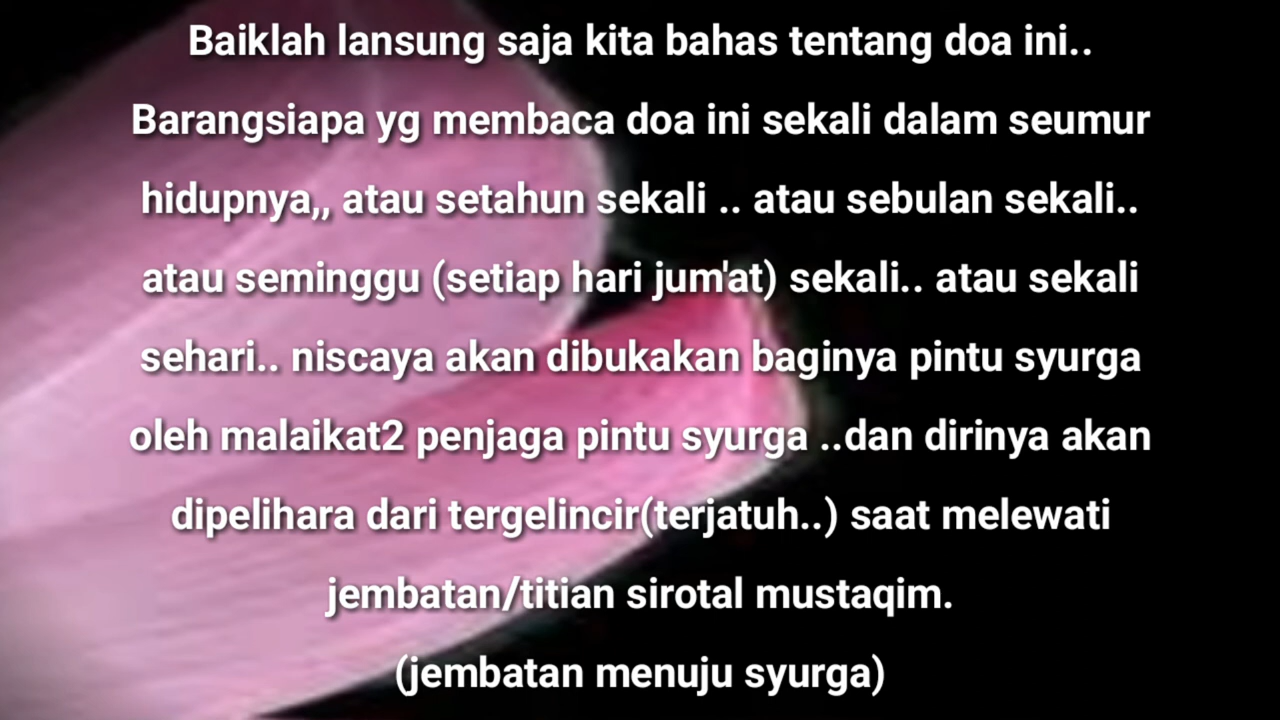 Baiklah lansung saja kita bahas tentang doa ini..
Barangsiapa yg membaca doa ini sekali dalam seumur
hidupnya,, atau setahun sekali .. atau sebulan sekali..
atau seminggu (setiap hari jum'at) sekali.. atau sekali
sehari.. niscaya akan dibukakan baginya pintu syurga
oleh malaikat2 penjaga pintu syurga ..dan dirinya akan
dipelihara dari tergelincir(terjatuh..) saat melewati
jembatan/titian sirotal mustaqim.
(jembatan menuju syurga)